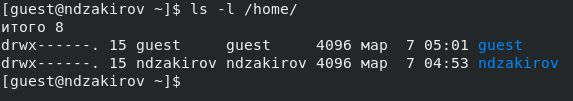 [guest@ndzakirov ~]$ ls -l /home/
итого 8
drwx------. 15 guest     guest     4096 мар  7 05:01 guest
drwx------. 15 ndzakirov ndzakirov 4096 мар  7 04:53 ndzakirov
[guest@ndzakirov ~]$